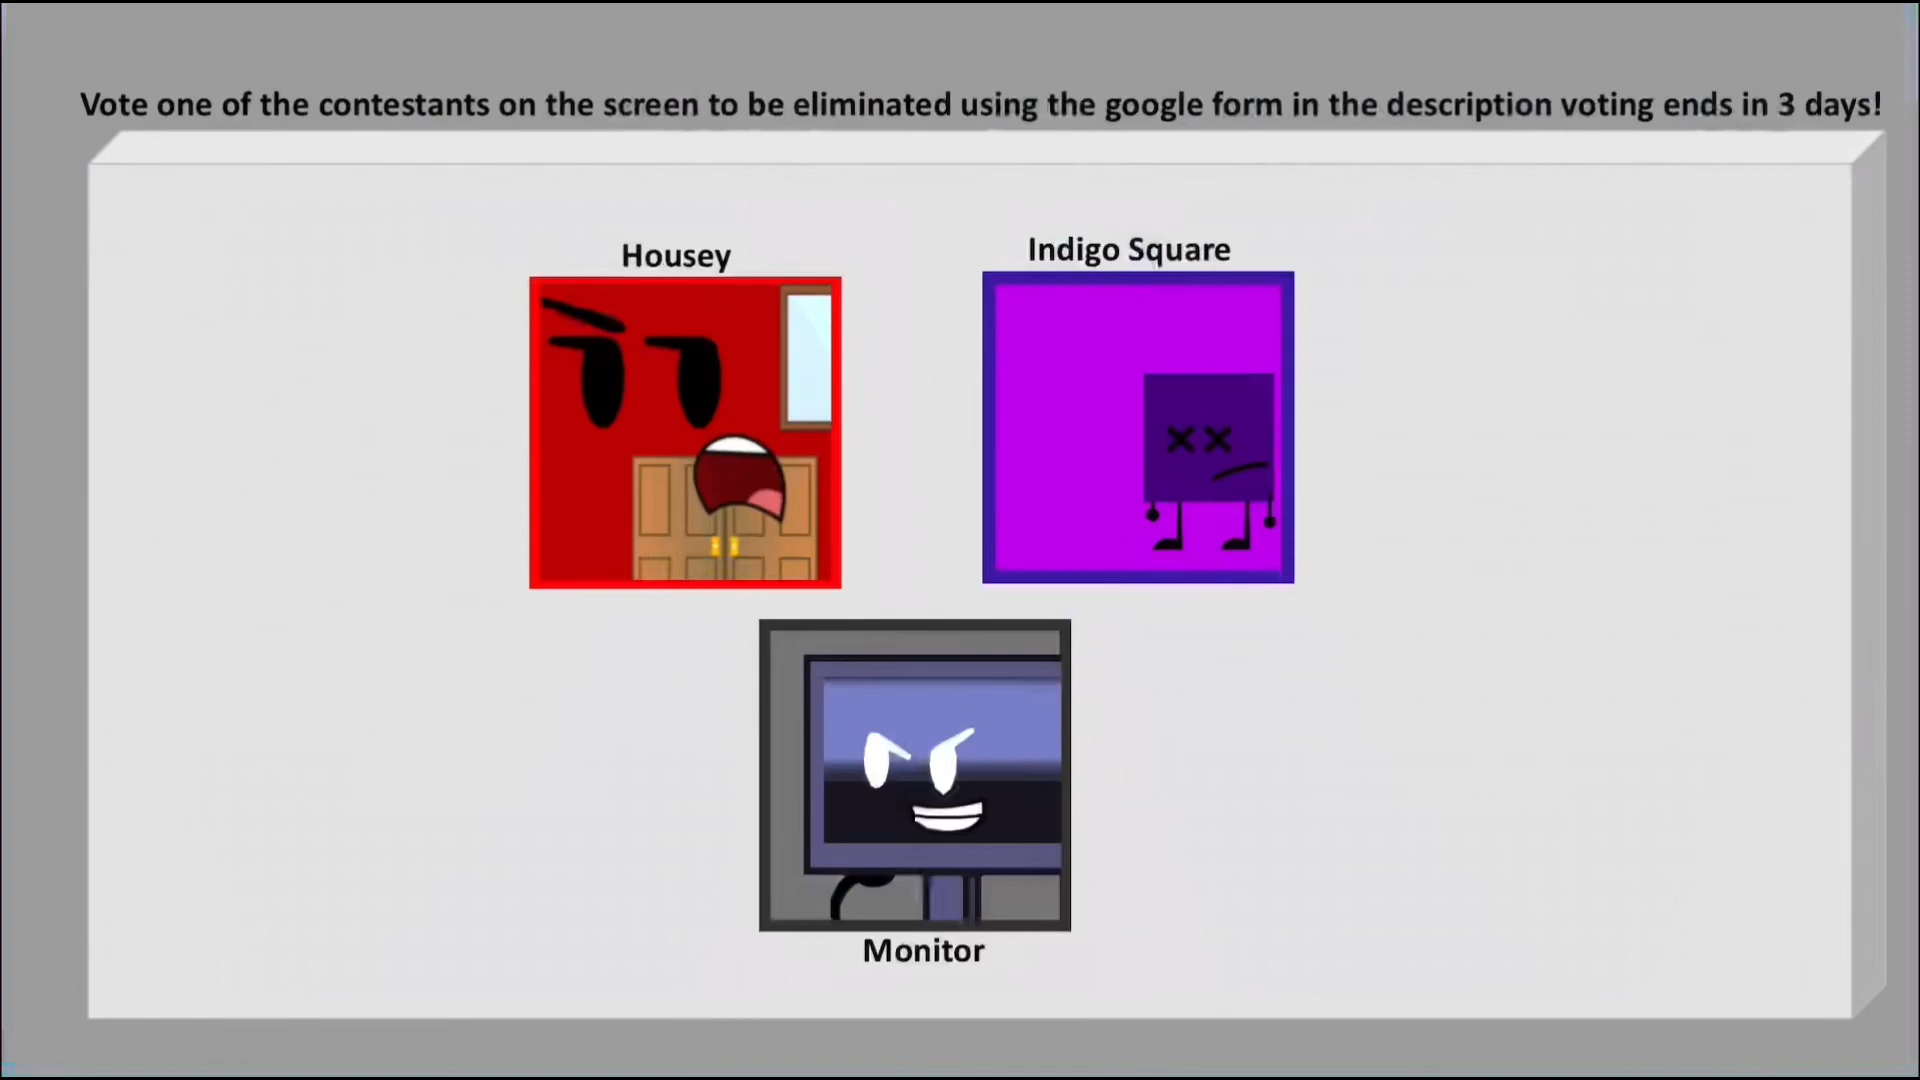 Vote one of the contestants on the screen to be eliminated using the google form in the description voting ends in 3 days!
Housey
Indigo Square
Monitor